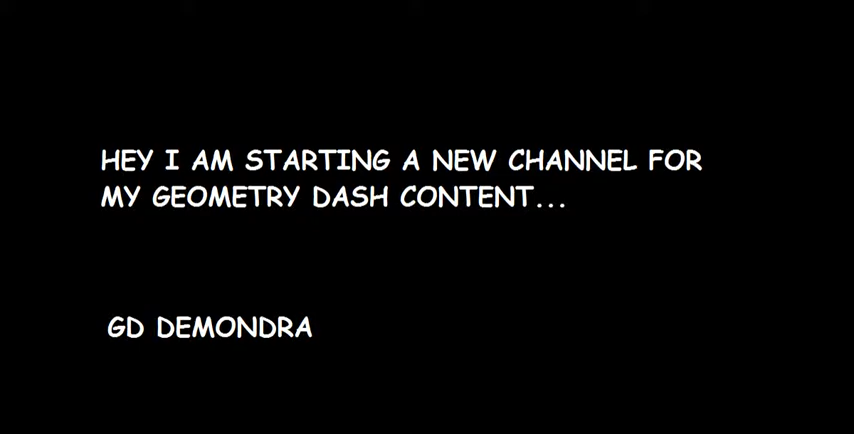 HEY I AM STARTING A NEW CHANNEL FOR
MY GEOMETRY DASH CONTENT...
GD DEMONDRA